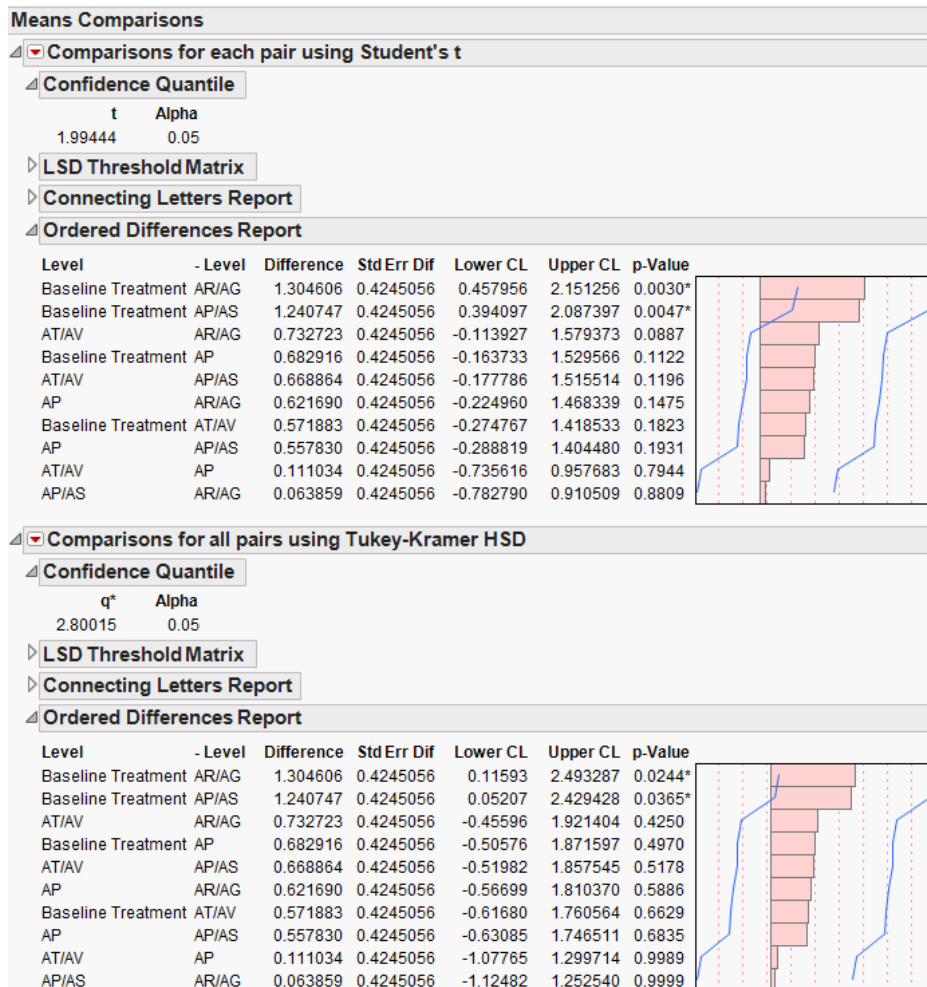 Means Comparisons
Comparisons for each pair using Student's t
Confidence Quantile
t Alpha
1.99444 0.05
LSD Threshold Matrix
Connecting Letters Report
Ordered Differences Report
Level - Level Difference Std Err Dif Lower CL Upper CL p-Value
Baseline Treatment AR/AG 1.304606 0.4245056 0.457956 2.151256 0.0030*
Baseline Treatment AP/AS 1.240747 0.4245056 0.394097 2.087397 0.0047*
AT/AV AR/AG 0.732723 0.4245056 -0.113927 1.579373 0.0887
Baseline Treatment AP 0.682916 0.4245056 -0.163733 1.529566 0.1122
AT/AV AP/AS 0.668864 0.4245056 -0.177786 1.515514 0.1196
AP AR/AG 0.621690 0.4245056 -0.224960 1.468339 0.1475
Baseline Treatment AT/AV 0.571883 0.4245056 -0.274767 1.418533 0.1823
AP AP/AS 0.557830 0.4245056 -0.288819 1.404480 0.1931
AT/AV AP 0.111034 0.4245056 -0.735616 0.957683 0.7944
AP/AS AR/AG 0.063859 0.4245056 -0.782790 0.910509 0.8809
Comparisons for all pairs using Tukey-Kramer HSD
Confidence Quantile
q* Alpha
2.80015 0.05
LSD Threshold Matrix
Connecting Letters Report
Ordered Differences Report
Level - Level Difference Std Err Dif Lower CL Upper CL p-Value
Baseline Treatment AR/AG 1.304606 0.4245056 0.11593 2.493287 0.0244*
Baseline Treatment AP/AS 1.240747 0.4245056 0.05207 2.429428 0.0365*
AT/AV AR/AG 0.732723 0.4245056 -0.45596 1.921404 0.4250
Baseline Treatment AP 0.682916 0.4245056 -0.50576 1.871597 0.4970
AT/AV AP/AS 0.668864 0.4245056 -0.51982 1.857545 0.5178
AP AR/AG 0.621690 0.4245056 -0.56699 1.810370 0.5886
Baseline Treatment AT/AV 0.571883 0.4245056 -0.61680 1.760564 0.6629
AP AP/AS 0.557830 0.4245056 -0.63085 1.746511 0.6835
AT/AV AP 0.111034 0.4245056 -1.07765 1.299714 0.9989
AP/AS AR/AG 0.063859 0.4245056 -1.12482 1.252540 0.9999